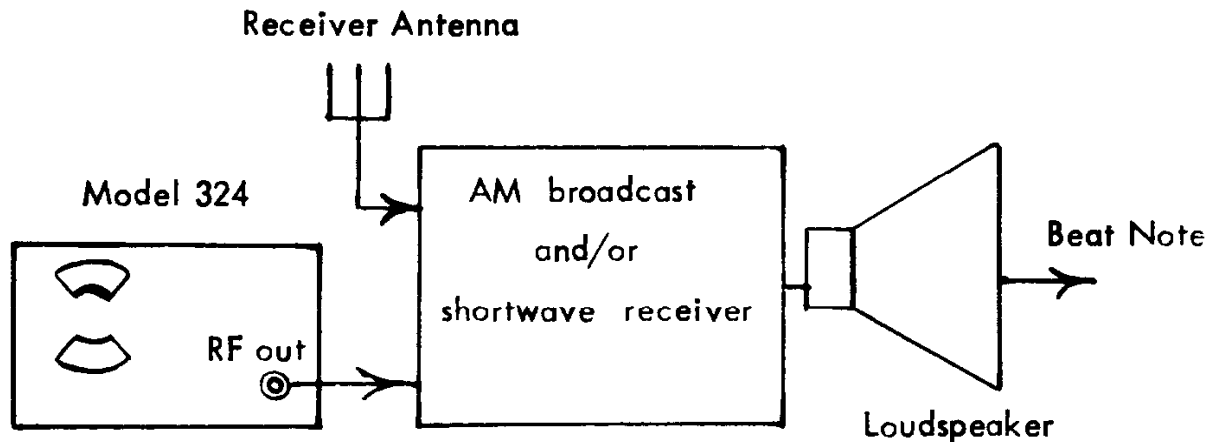 Receiver Antenna
Model 324
RF out
AM broadcast
and/or
shortwave receiver
Beat Note
Loudspeaker